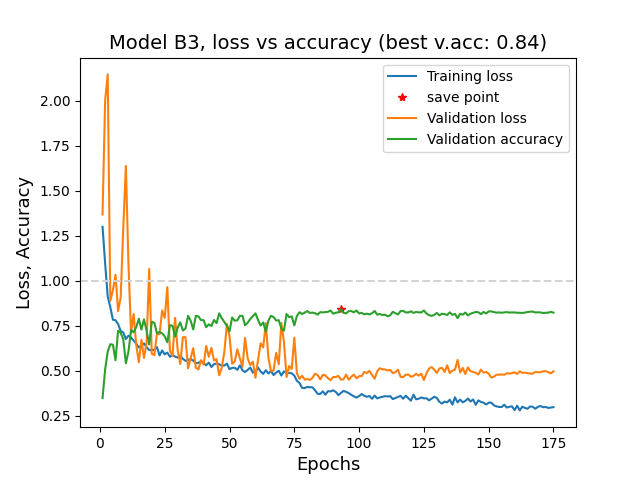 Model B3, loss vs accuracy (best v.acc: 0.84)
Training loss
save point
Validation loss
Validation accuracy
Loss, Accuracy
2.00
1.75
1.50
1.25
1.00
0.75
0.50
0.25
0 25 50 75 100 125 150 175
Epochs